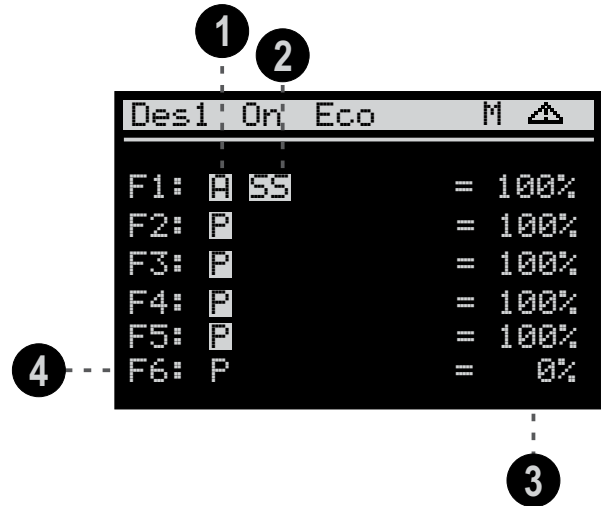 1
2
Des1 On Eco M
F1: A SS = 100%
F2: P = 100%
F3: P = 100%
F4: P = 100%
F5: P = 100%
4 F6: P = 0%
3